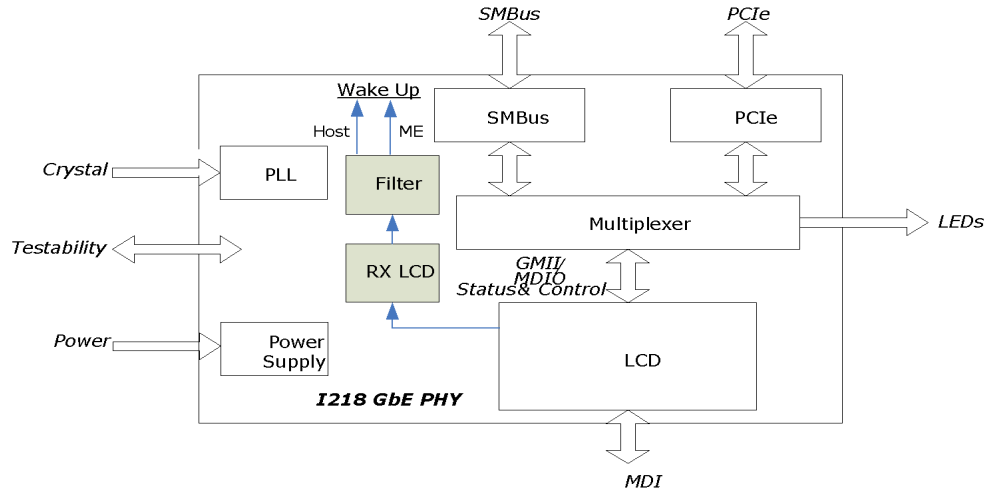 SMBus
PCIe
Wake Up
Host
ME
SMBus
PCIe
Crystal
PLL
Filter
Multiplexer
LEDs
Testability
RX LCD
GMII/
MDIO
Status& Control
Power
Power
Supply
LCD
I218 GbE PHY
MDI